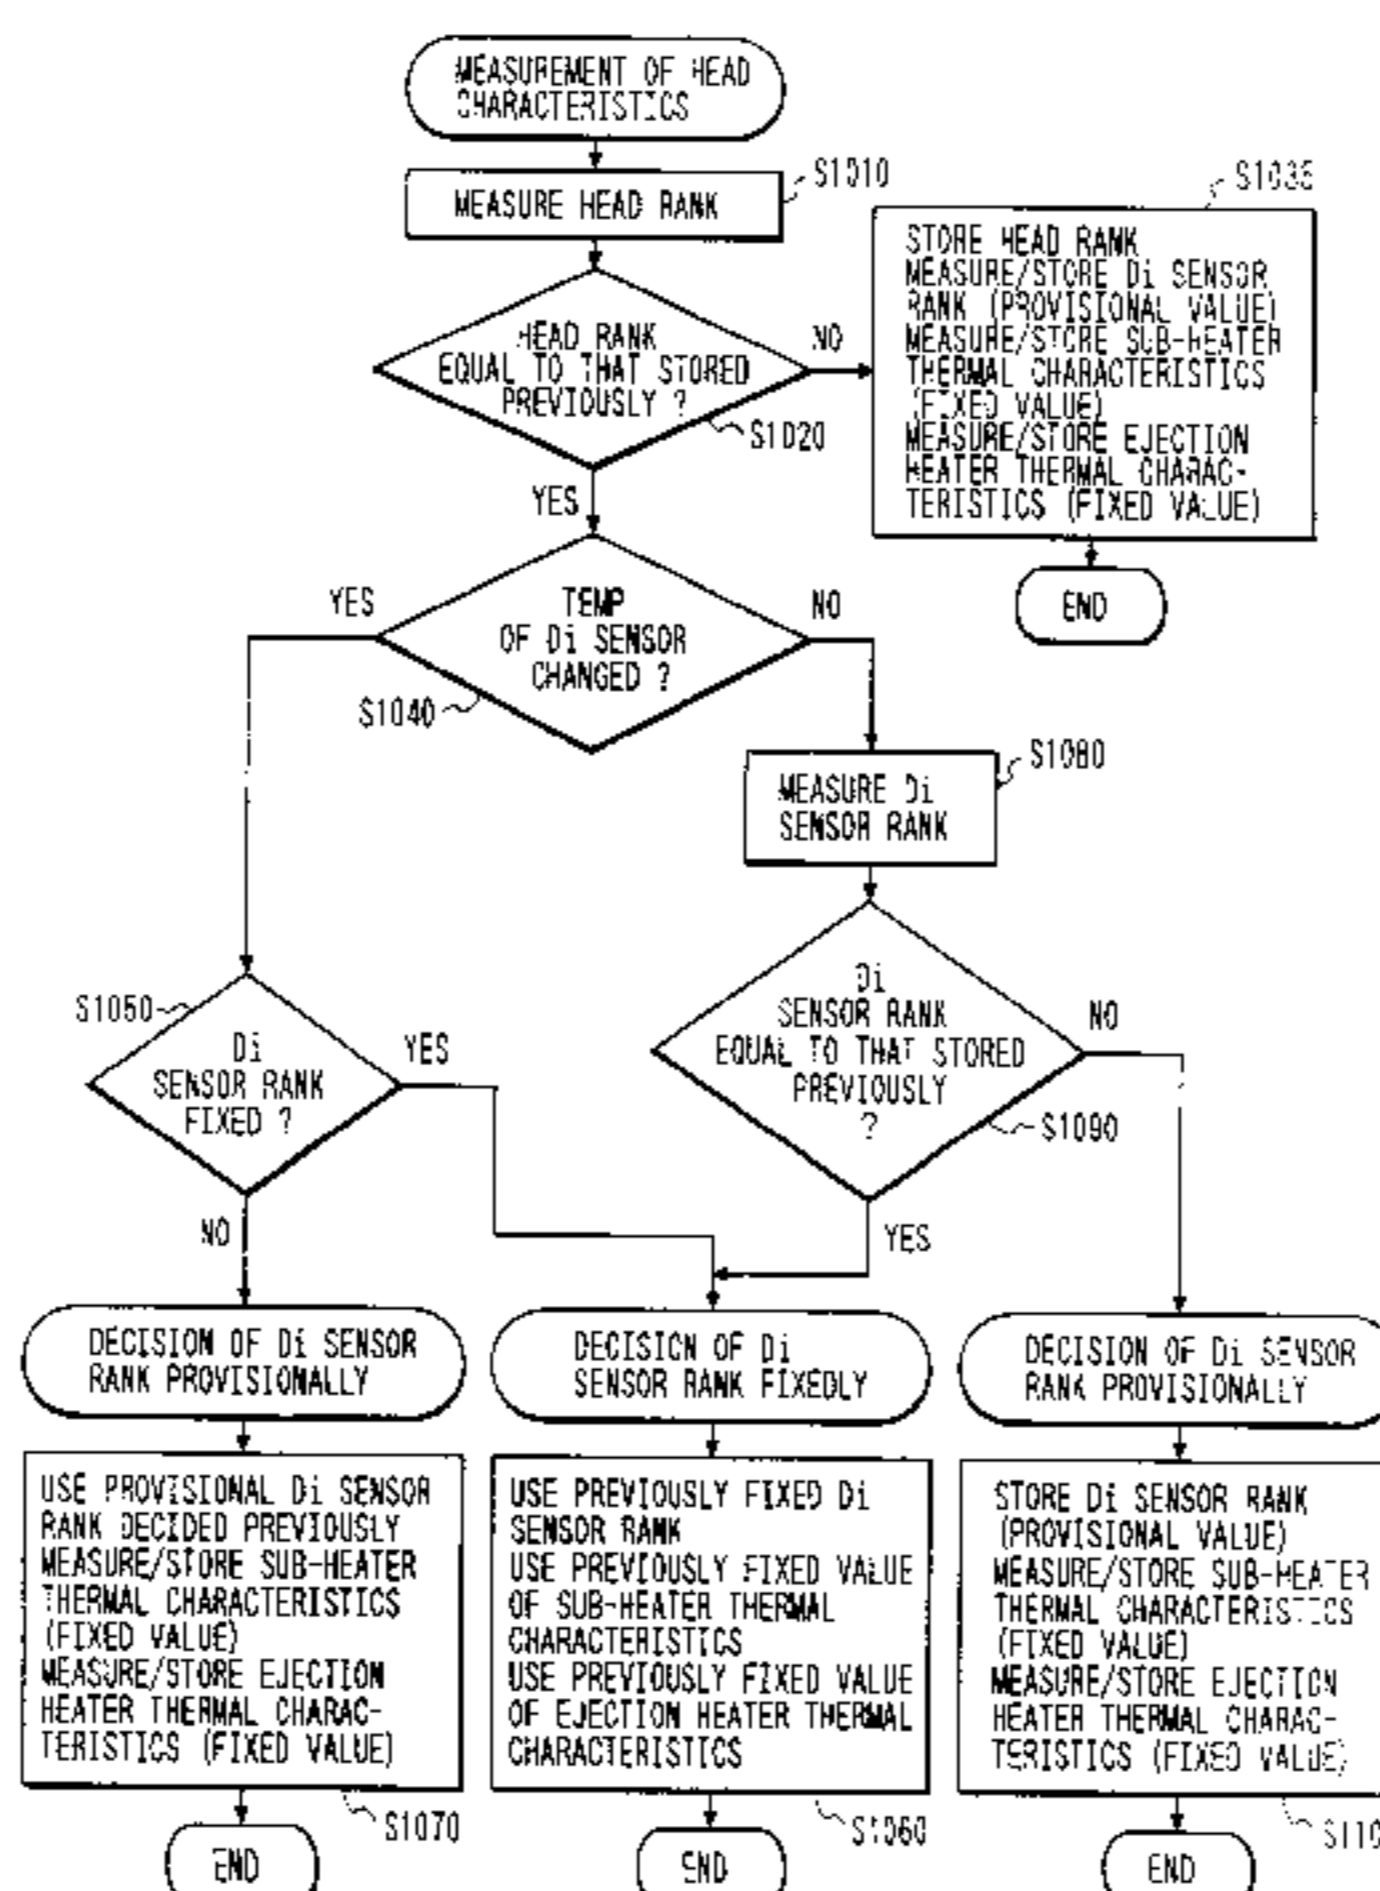 MEASUREMENT OF HEAD
CHARACTERISTICS
MEASURE HEAD RANK
S1010
HEAD RANK
EQUAL TO THAT STORED
PREVIOUSLY ?
S1020
NO
S1035
STORE HEAD RANK
MEASURE/STORE Di SENSOR
RANK (PROVISIONAL VALUE)
MEASURE/STORE SUB-HEATER
THERMAL CHARACTERISTICS
(FIXED VALUE)
MEASURE/STORE EJECTION
HEATER THERMAL CHARAC-
TERISTICS (FIXED VALUE)
END
YES
TEMP
OF Di SENSOR
CHANGED ?
S1040
YES
NO
MEASURE Di
SENSOR RANK
S1080
S1050
Di
SENSOR RANK
FIXED ?
YES
NO
Di
SENSOR RANK
EQUAL TO THAT STORED
PREVIOUSLY
?
S1090
NO
YES
DECISION OF Di SENSOR
RANK PROVISIONALLY
USE PROVISIONAL Di SENSOR
RANK DECIDED PREVIOUSLY
MEASURE/STORE SUB-HEATER
THERMAL CHARACTERISTICS
(FIXED VALUE)
MEASURE/STORE EJECTION
HEATER THERMAL CHARAC-
TERISTICS (FIXED VALUE)
S1070
END
DECISION OF Di
SENSOR RANK FIXEDLY
USE PREVIOUSLY FIXED Di
SENSOR RANK
USE PREVIOUSLY FIXED VALUE
OF SUB-HEATER THERMAL
CHARACTERISTICS
USE PREVIOUSLY FIXED VALUE
OF EJECTION HEATER THERMAL
CHARACTERISTICS
S1060
END
DECISION OF Di SENSOR
RANK PROVISIONALLY
STORE Di SENSOR RANK
(PROVISIONAL VALUE)
MEASURE/STORE SUB-HEATER
THERMAL CHARACTERISTICS
(FIXED VALUE)
MEASURE/STORE EJECTION
HEATER THERMAL CHARAC-
TERISTICS (FIXED VALUE)
END